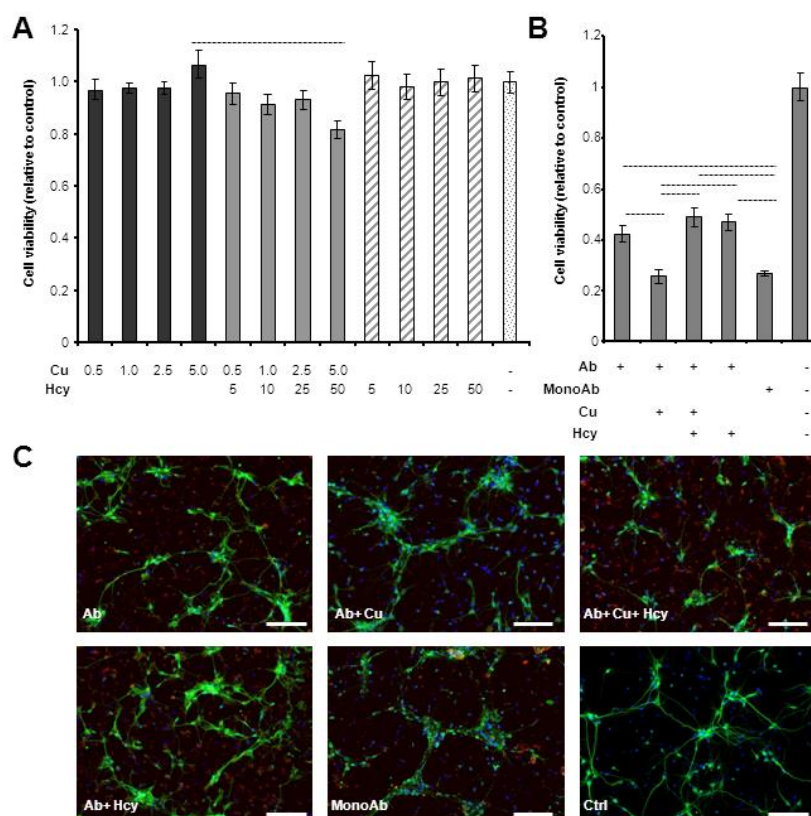 A
Cell viability (relative to control)
1.2
1.0
0.8
0.6
0.4
0.2
0
Cu 0.5 1.0 2.5 5.0 0.5 1.0 2.5 5.0 -
Hcy 5 10 25 50 5 10 25 50 -
B
Cell viability (relative to control)
1.2
1
0.8
0.6
0.4
0.2
0
Ab + + + + -
MonoAb + -
Cu + + -
Hcy + + -
C
Ab
Ab+ Cu
Ab+ Cu+ Hcy
Ab+ Hcy
MonoAb
Ctrl